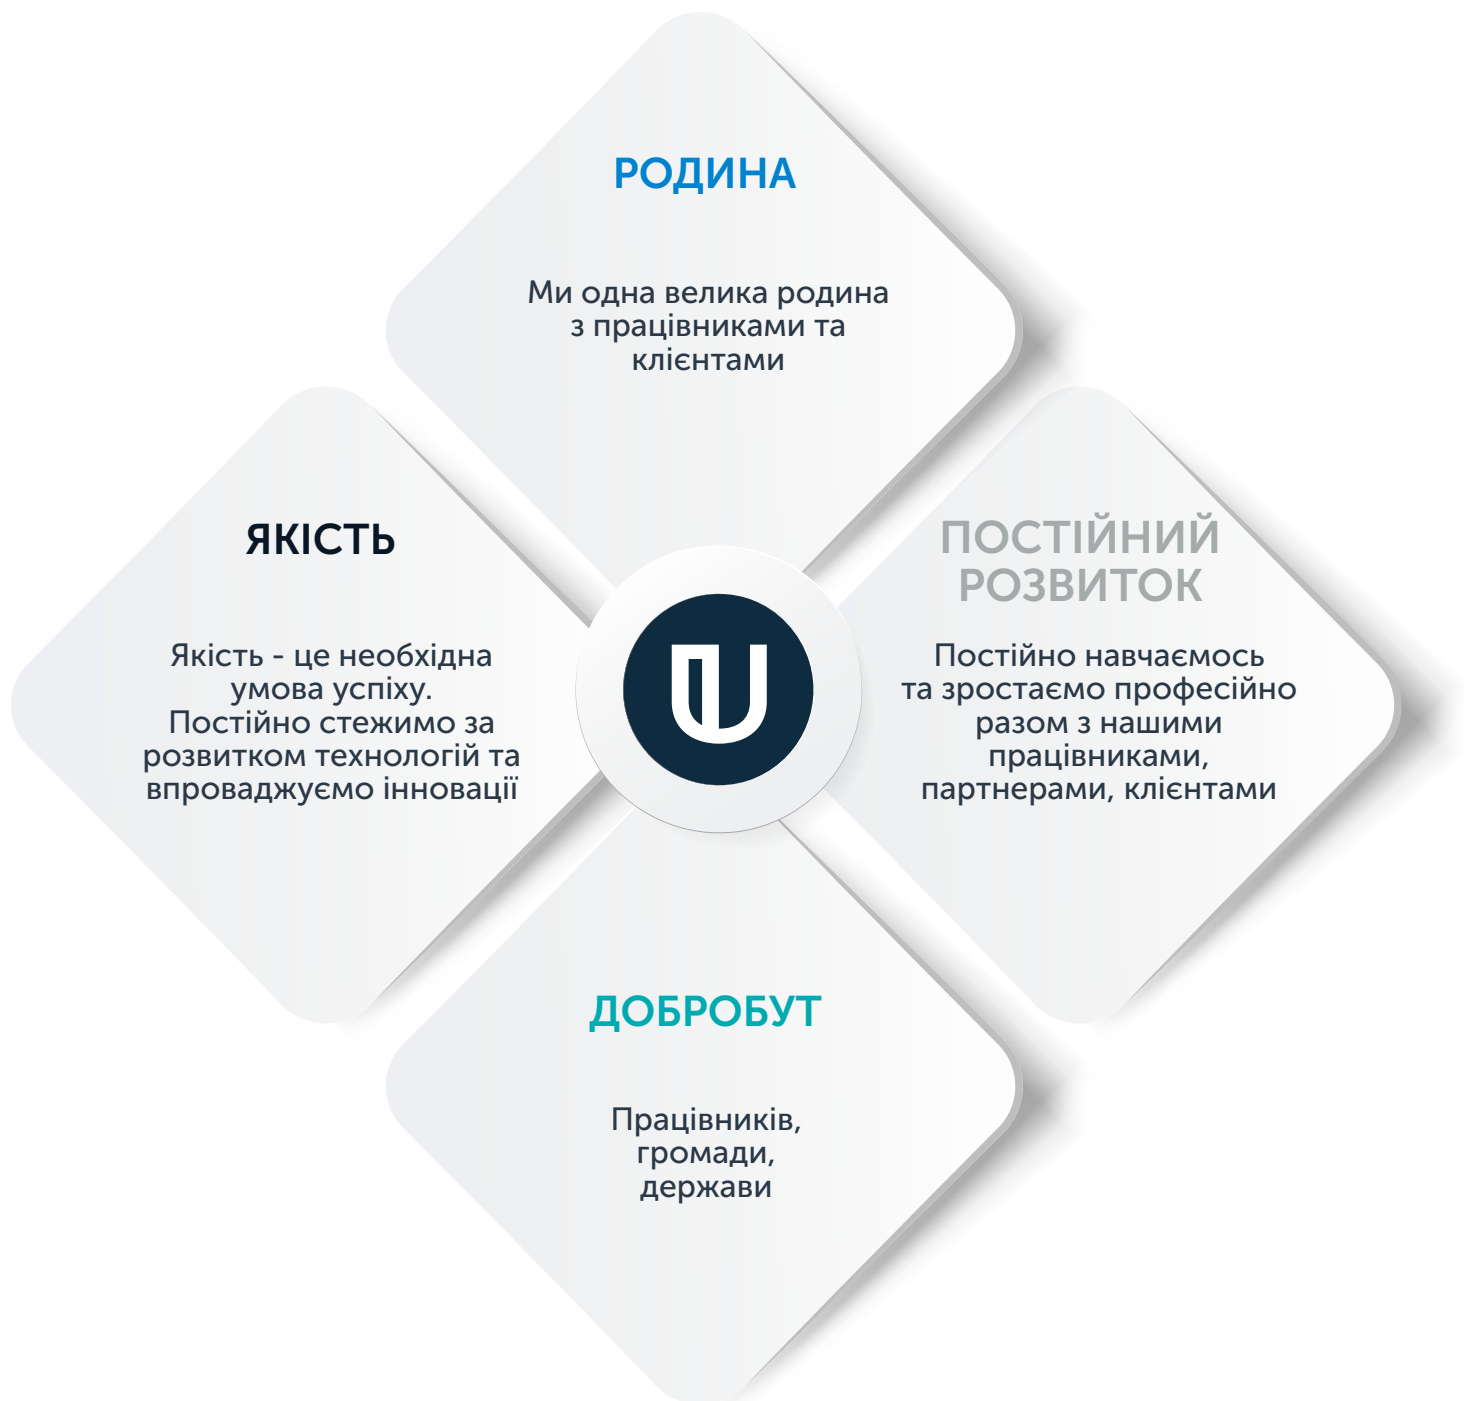 РОДИНА
Ми одна велика родина
з працівниками та
клієнтами
ЯКІСТЬ
Якість - це необхідна
умова успіху.
Постійно стежимо за
розвитком технологій та
впроваджуємо інновації
ПОСТІЙНИЙ
РОЗВИТОК
Постійно навчаємось
та зростаємо професійно
разом з нашими
працівниками,
партнерами, клієнтами
ДОБРОБУТ
Працівників,
громади,
держави